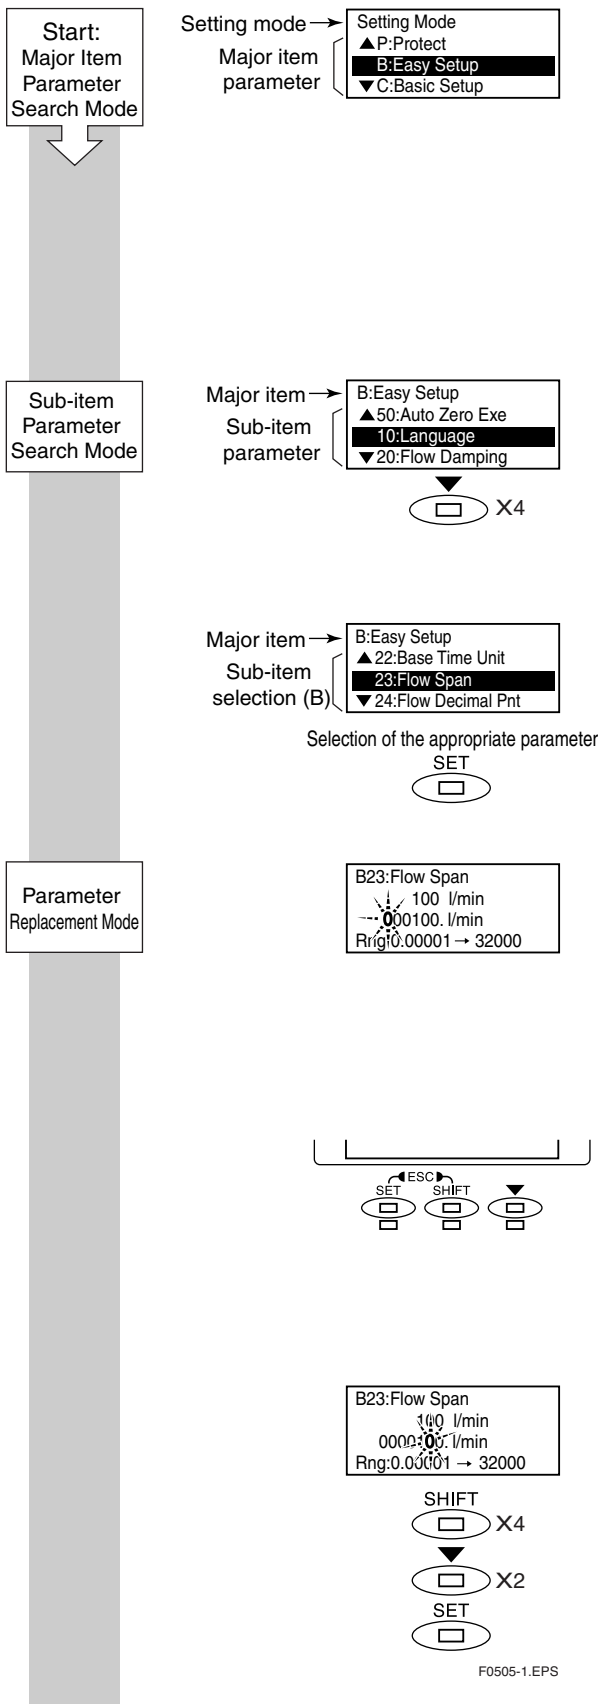 Start:
Major Item
Parameter
Search Mode
Setting mode
Major item
parameter
Setting Mode
▲P:Protect
B:Easy Setup
▼C:Basic Setup
Sub-item
Parameter
Search Mode
Major item
Sub-item
parameter
B:Easy Setup
▲50:Auto Zero Exe
10:Language
▼20:Flow Damping
▼
X4
Major item
Sub-item
selection (B)
B:Easy Setup
▲22:Base Time Unit
23:Flow Span
▼24:Flow Decimal Pnt
Selection of the appropriate parameter
SET
Parameter
Replacement Mode
B23:Flow Span
100 l/min
000100. l/min
Rng:0.00001 → 32000
ESC
SET SHIFT ▼
B23:Flow Span
100 l/min
000100. l/min
Rng:0.00001 → 32000
SHIFT
X4
▼
X2
SET
F0505-1.EPS